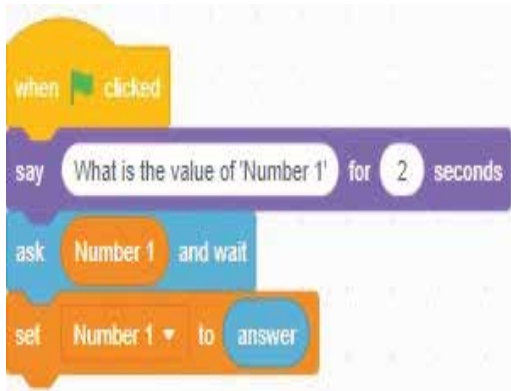 when clicked
say What is the value of 'Number 1' for 2 seconds
ask Number 1 and wait
set Number 1 to answer